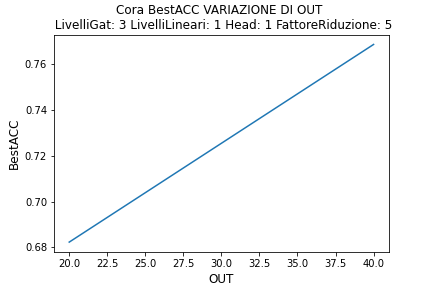 Cora BestACC VARIAZIONE DI OUT
LivelliGat: 3 LivelliLineari: 1 Head: 1 FattoreRiduzione: 5
0.76
0.74
0.72
0.70
0.68
BestACC
20.0 22.5 25.0 27.5 30.0 32.5 35.0 37.5 40.0
OUT